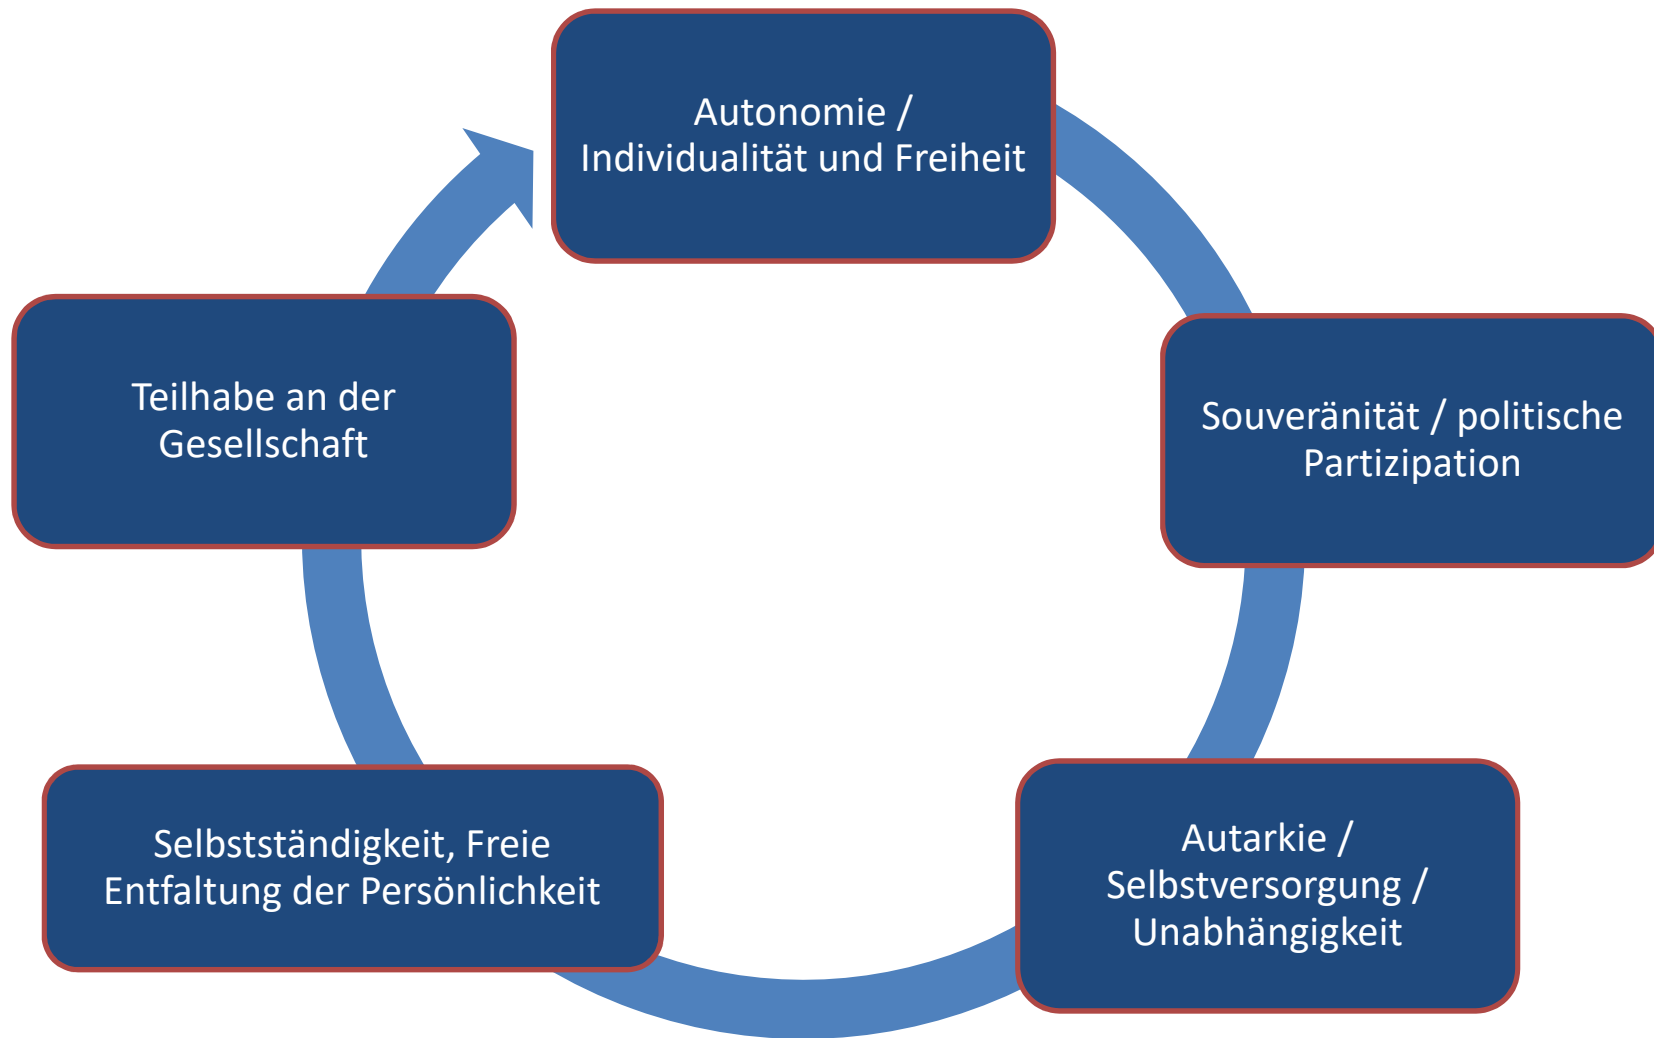 Autonomie /
Individualität und Freiheit
Souveränität / politische
Partizipation
Autarkie /
Selbstversorgung /
Unabhängigkeit
Selbstständigkeit, Freie
Entfaltung der Persönlichkeit
Teilhabe an der
Gesellschaft